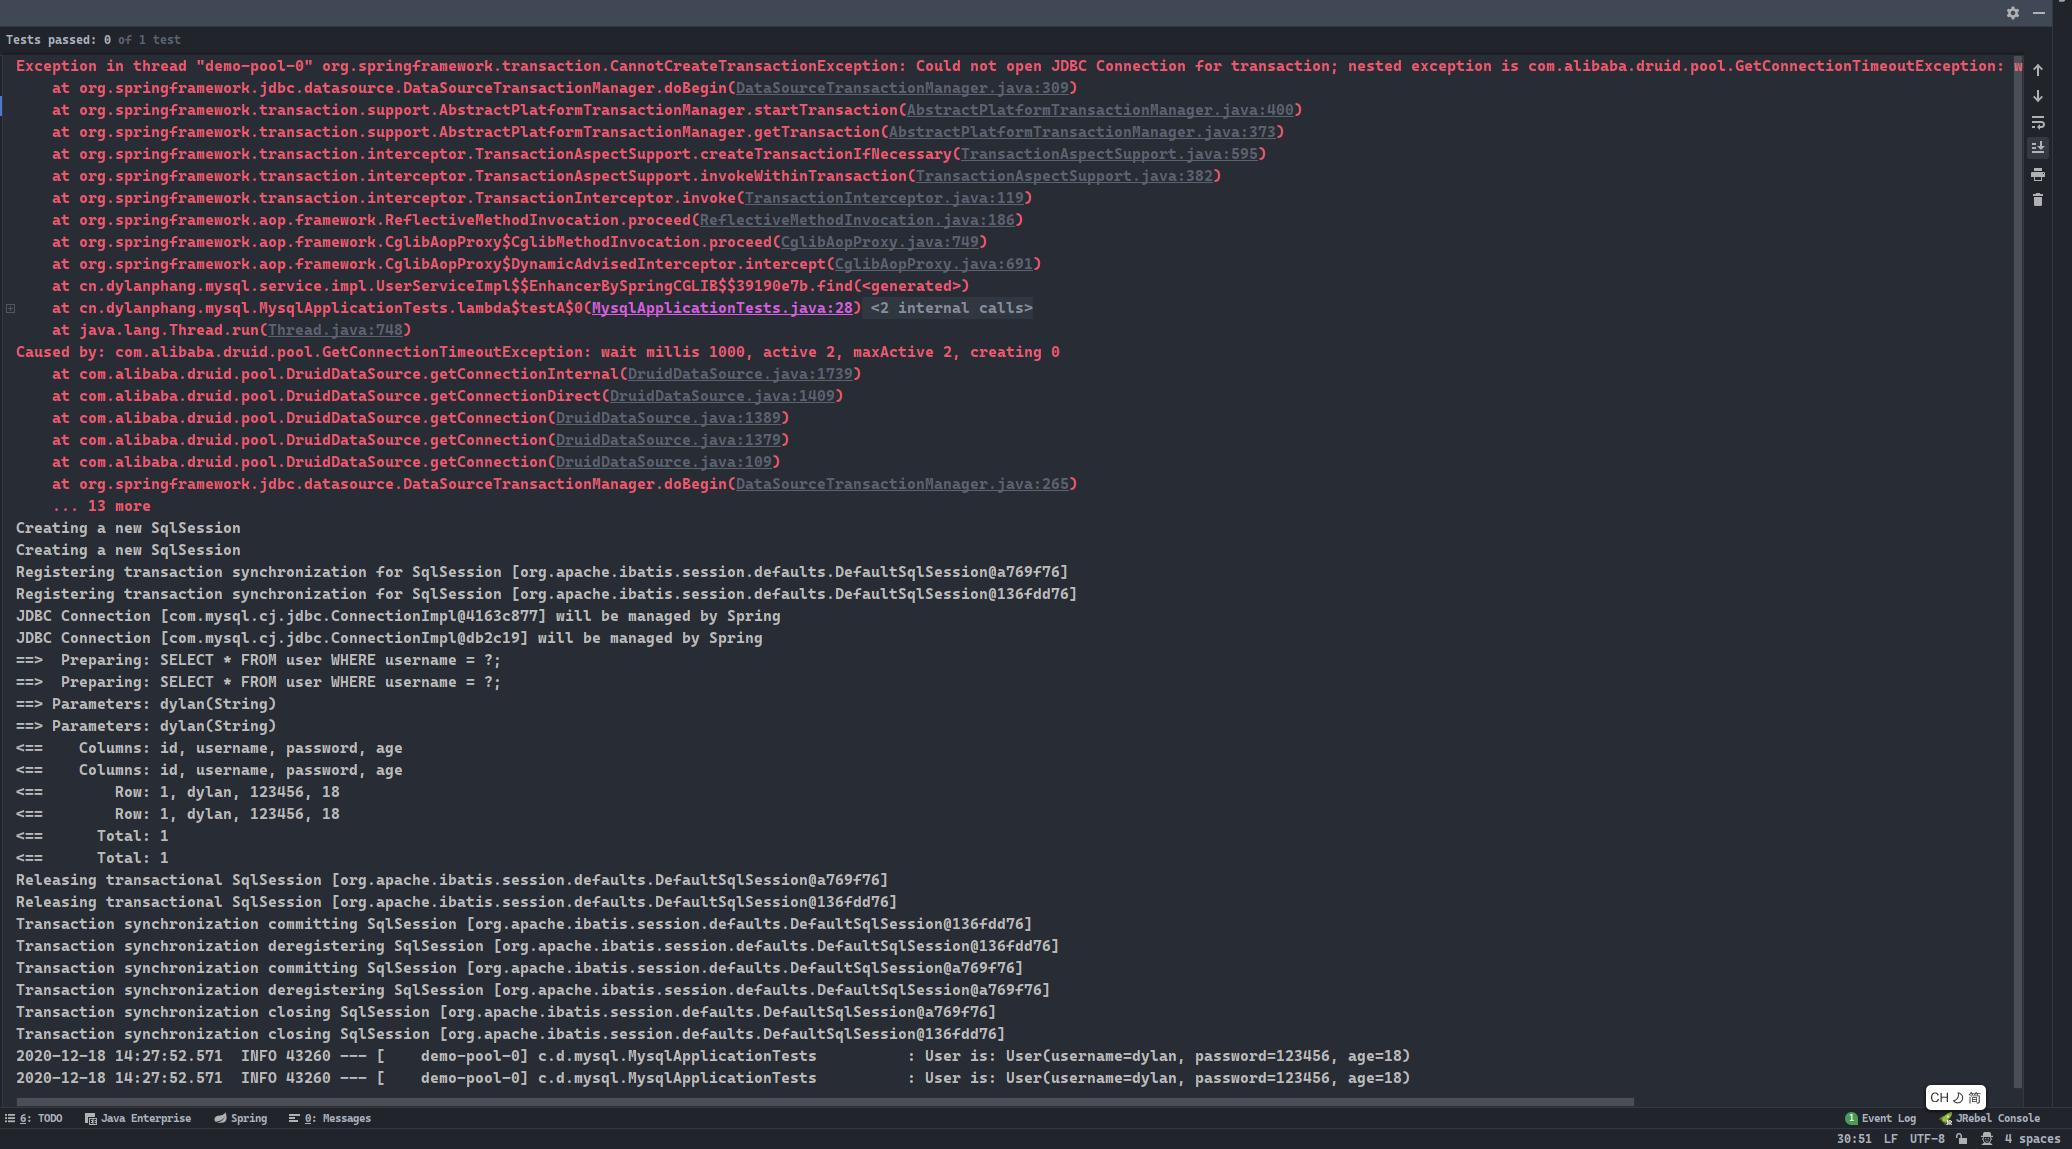 Tests passed: 0 of 1 test
Exception in thread "demo-pool-0" org.springframework.transaction.CannotCreateTransactionException: Could not open JDBC Connection for transaction; nested exception is com.alibaba.druid.pool.GetConnectionTimeoutException: w
at org.springframework.jdbc.datasource.DataSourceTransactionManager.doBegin(DataSourceTransactionManager.java:309)
at org.springframework.transaction.support.AbstractPlatformTransactionManager.startTransaction(AbstractPlatformTransactionManager.java:400)
at org.springframework.transaction.support.AbstractPlatformTransactionManager.getTransaction(AbstractPlatformTransactionManager.java:373)
at org.springframework.transaction.interceptor.TransactionAspectSupport.createTransactionIfNecessary(TransactionAspectSupport.java:595)
at org.springframework.transaction.interceptor.TransactionAspectSupport.invokeWithinTransaction(TransactionAspectSupport.java:382)
at org.springframework.transaction.interceptor.TransactionInterceptor.invoke(TransactionInterceptor.java:119)
at org.springframework.aop.framework.ReflectiveMethodInvocation.proceed(ReflectiveMethodInvocation.java:186)
at org.springframework.aop.framework.CglibAopProxy$CglibMethodInvocation.proceed(CglibAopProxy.java:749)
at org.springframework.aop.framework.CglibAopProxy$DynamicAdvisedInterceptor.intercept(CglibAopProxy.java:691)
at cn.dylanphang.mysql.service.impl.UserServiceImpl$$EnhancerBySpringCGLIB$$39190e7b.find(<generated>)
at cn.dylanphang.mysql.MysqlApplicationTests.lambda$testA$0(MysqlApplicationTests.java:28) <2 internal calls>
at java.lang.Thread.run(Thread.java:748)
Caused by: com.alibaba.druid.pool.GetConnectionTimeoutException: wait millis 1000, active 2, maxActive 2, creating 0
at com.alibaba.druid.pool.DruidDataSource.getConnectionInternal(DruidDataSource.java:1739)
at com.alibaba.druid.pool.DruidDataSource.getConnectionDirect(DruidDataSource.java:1409)
at com.alibaba.druid.pool.DruidDataSource.getConnection(DruidDataSource.java:1389)
at com.alibaba.druid.pool.DruidDataSource.getConnection(DruidDataSource.java:1379)
at com.alibaba.druid.pool.DruidDataSource.getConnection(DruidDataSource.java:109)
at org.springframework.jdbc.datasource.DataSourceTransactionManager.doBegin(DataSourceTransactionManager.java:265)
... 13 more
Creating a new SqlSession
Creating a new SqlSession
Registering transaction synchronization for SqlSession [org.apache.ibatis.session.defaults.DefaultSqlSession@a769f76]
Registering transaction synchronization for SqlSession [org.apache.ibatis.session.defaults.DefaultSqlSession@136fdd76]
JDBC Connection [com.mysql.cj.jdbc.ConnectionImpl@4163c877] will be managed by Spring
JDBC Connection [com.mysql.cj.jdbc.ConnectionImpl@db2c19] will be managed by Spring
==>  Preparing: SELECT * FROM user WHERE username = ?;
==>  Preparing: SELECT * FROM user WHERE username = ?;
==> Parameters: dylan(String)
==> Parameters: dylan(String)
<==    Columns: id, username, password, age
<==    Columns: id, username, password, age
<==        Row: 1, dylan, 123456, 18
<==        Row: 1, dylan, 123456, 18
<==      Total: 1
<==      Total: 1
Releasing transactional SqlSession [org.apache.ibatis.session.defaults.DefaultSqlSession@a769f76]
Releasing transactional SqlSession [org.apache.ibatis.session.defaults.DefaultSqlSession@136fdd76]
Transaction synchronization committing SqlSession [org.apache.ibatis.session.defaults.DefaultSqlSession@136fdd76]
Transaction synchronization deregistering SqlSession [org.apache.ibatis.session.defaults.DefaultSqlSession@136fdd76]
Transaction synchronization committing SqlSession [org.apache.ibatis.session.defaults.DefaultSqlSession@a769f76]
Transaction synchronization deregistering SqlSession [org.apache.ibatis.session.defaults.DefaultSqlSession@a769f76]
Transaction synchronization closing SqlSession [org.apache.ibatis.session.defaults.DefaultSqlSession@a769f76]
Transaction synchronization closing SqlSession [org.apache.ibatis.session.defaults.DefaultSqlSession@136fdd76]
2020-12-18 14:27:52.571  INFO 43260 --- [    demo-pool-0] c.d.mysql.MysqlApplicationTests          : User is: User(username=dylan, password=123456, age=18)
2020-12-18 14:27:52.571  INFO 43260 --- [    demo-pool-0] c.d.mysql.MysqlApplicationTests          : User is: User(username=dylan, password=123456, age=18)
CH 简
6: TODO Java Enterprise Spring 0: Messages 1 Event Log JRebel Console
30:51 LF UTF-8 4 spaces